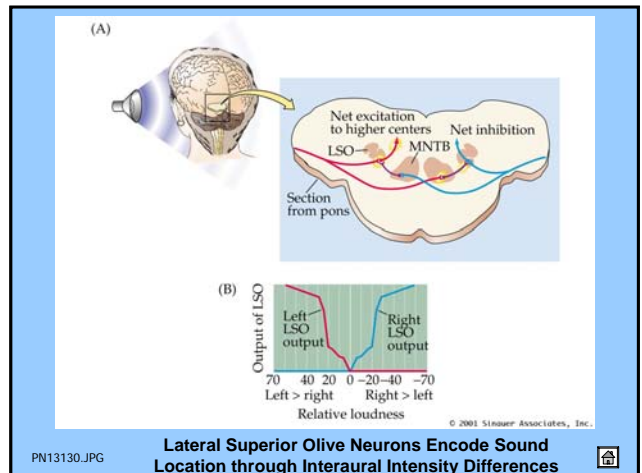 (A)
Net excitation
to higher centers
Net inhibition
LSO
MNTB
Section
from pons
(B)
Output of LSO
Left
LSO
output
Right
LSO
output
70 40 20 0 –20–40 –70
Left > right Right > left
Relative loudness
© 2001 Sinauer Associates, Inc.
PN13130.JPG
Lateral Superior Olive Neurons Encode Sound
Location through Interaural Intensity Differences